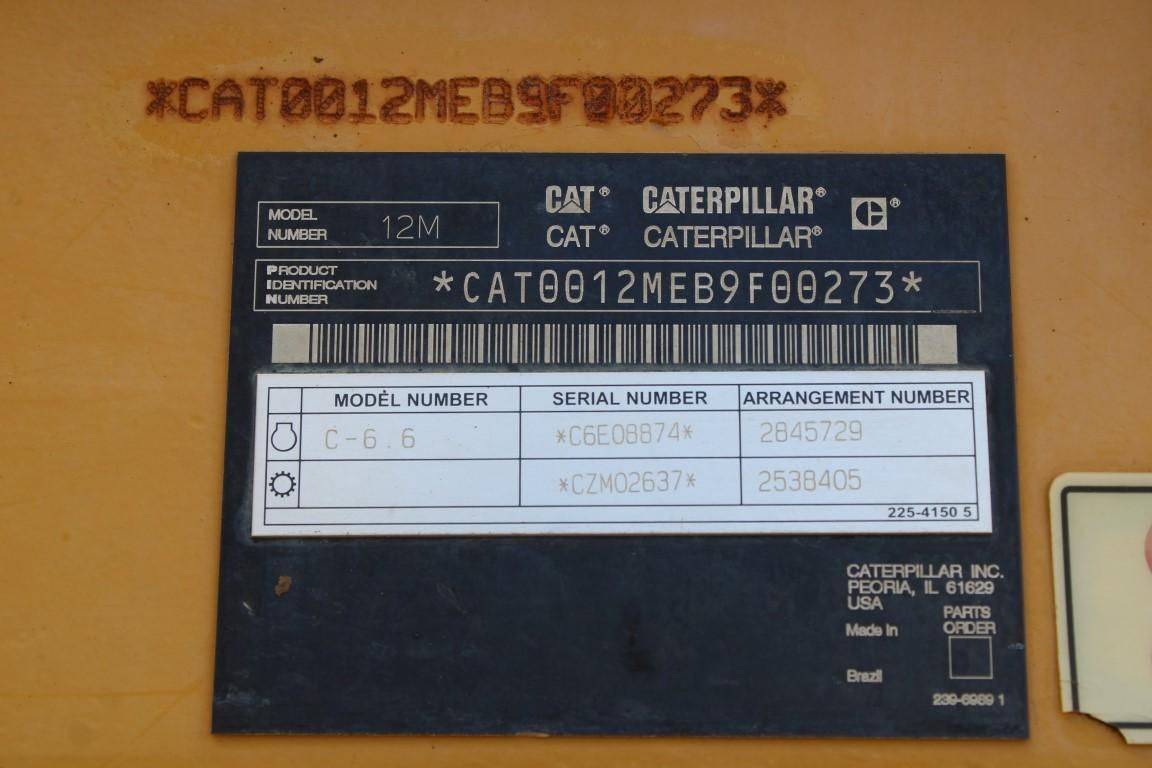 *CAT0012MEB9F00273*
CAT® CATERPILLAR® ®
MODEL NUMBER 12M
CAT® CATERPILLAR®
PRODUCT IDENTIFICATION NUMBER *CAT0012MEB9F00273*
MODEL NUMBER SERIAL NUMBER ARRANGEMENT NUMBER
C-6.6 *C6E08874* 2845729
*CZM02637* 2538405
225-4150 5
CATERPILLAR INC.
PEORIA, IL 61629
USA
PARTS ORDER
Made in
Brazil
239-6989 1